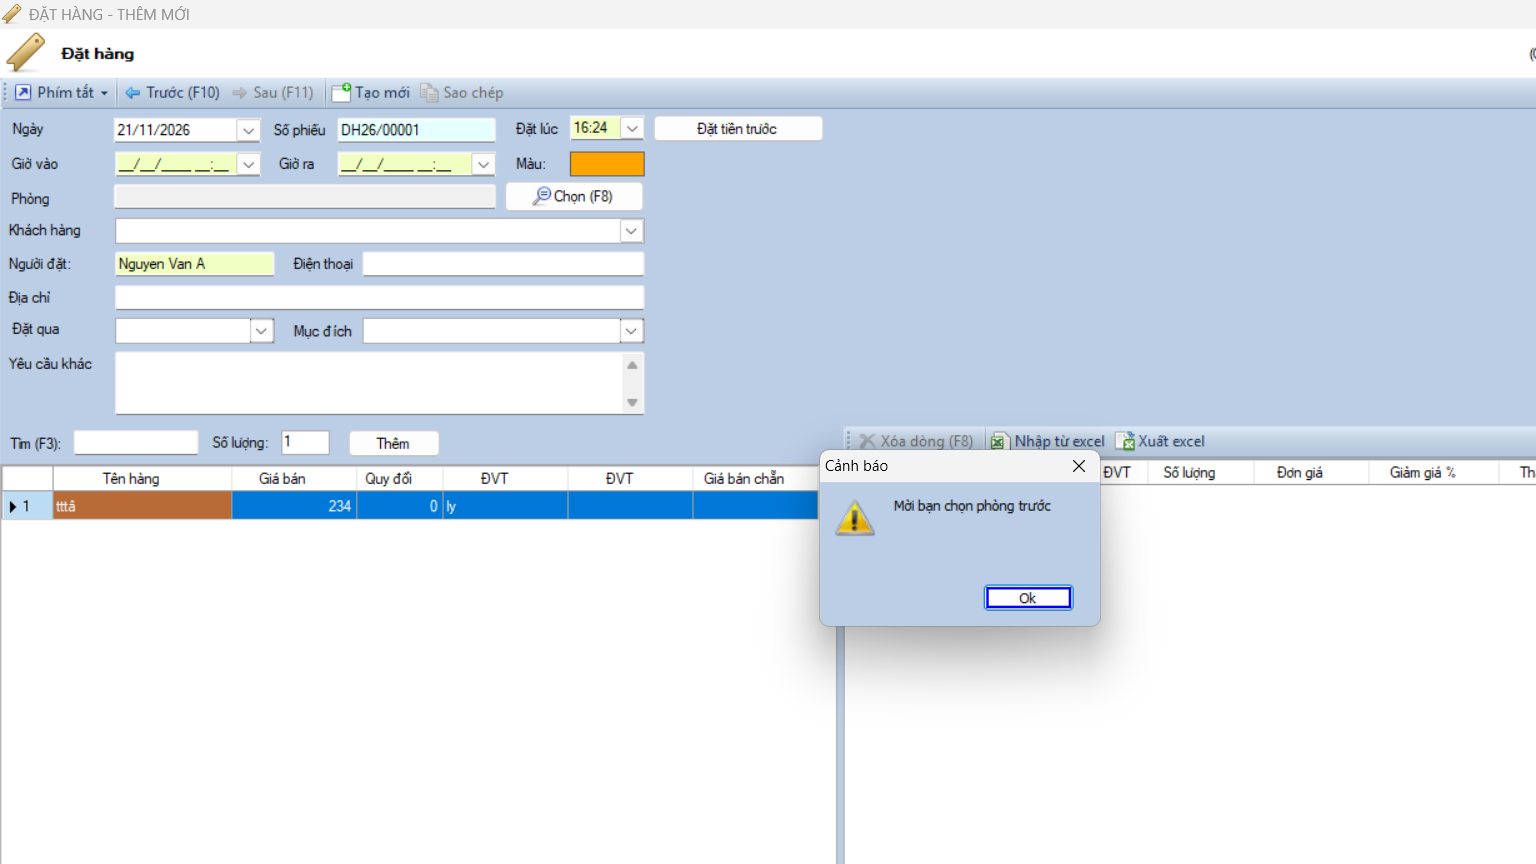 ĐẶT HÀNG - THÊM MỚI
Đặt hàng
Phím tắt Trước (F10) Sau (F11) Tạo mới Sao chép
Ngày 21/11/2026 Số phiếu DH26/00001 Đặt lúc 16:24 Đặt tiền trước
Giờ vào __/__/____ __:__ Giờ ra __/__/____ __:__ Màu:
Phòng Chọn (F8)
Khách hàng
Người đặt: Nguyen Van A Điện thoại
Địa chỉ
Đặt qua Mục đích
Yêu cầu khác
Tìm (F3): Số lượng: 1 Thêm
Xóa dòng (F8) Nhập từ excel Xuất excel
Tên hàng Giá bán Quy đổi ĐVT ĐVT Giá bán chẵn
1 tttâ 234 0 ly
ĐVT Số lượng Đơn giá Giảm giá %
Cảnh báo
Mời bạn chọn phòng trước
Ok